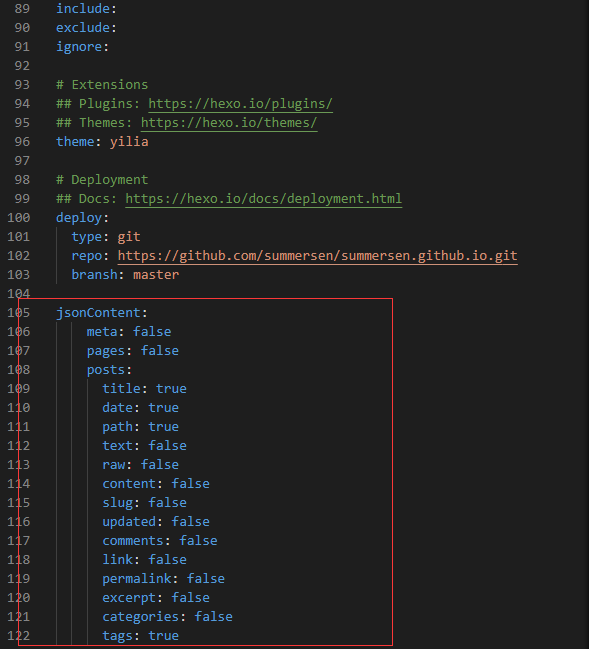 89 include:
90 exclude:
91 ignore:
92
93 # Extensions
94 ## Plugins: https://hexo.io/plugins/
95 ## Themes: https://hexo.io/themes/
96 theme: yilia
97
98 # Deployment
99 ## Docs: https://hexo.io/docs/deployment.html
100 deploy:
101   type: git
102   repo: https://github.com/summersen/summersen.github.io.git
103   bransh: master
104
105 jsonContent:
106     meta: false
107     pages: false
108     posts:
109       title: true
110       date: true
111       path: true
112       text: false
113       raw: false
114       content: false
115       slug: false
116       updated: false
117       comments: false
118       link: false
119       permalink: false
120       excerpt: false
121       categories: false
122       tags: true